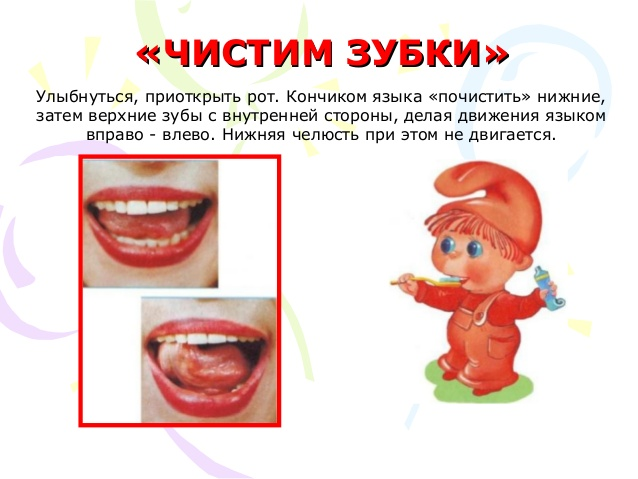 «ЧИСТИМ ЗУБКИ»
Улыбнуться, приоткрыть рот. Кончиком языка «почистить» нижние,
затем верхние зубы с внутренней стороны, делая движения языком
вправо - влево. Нижняя челюсть при этом не двигается.